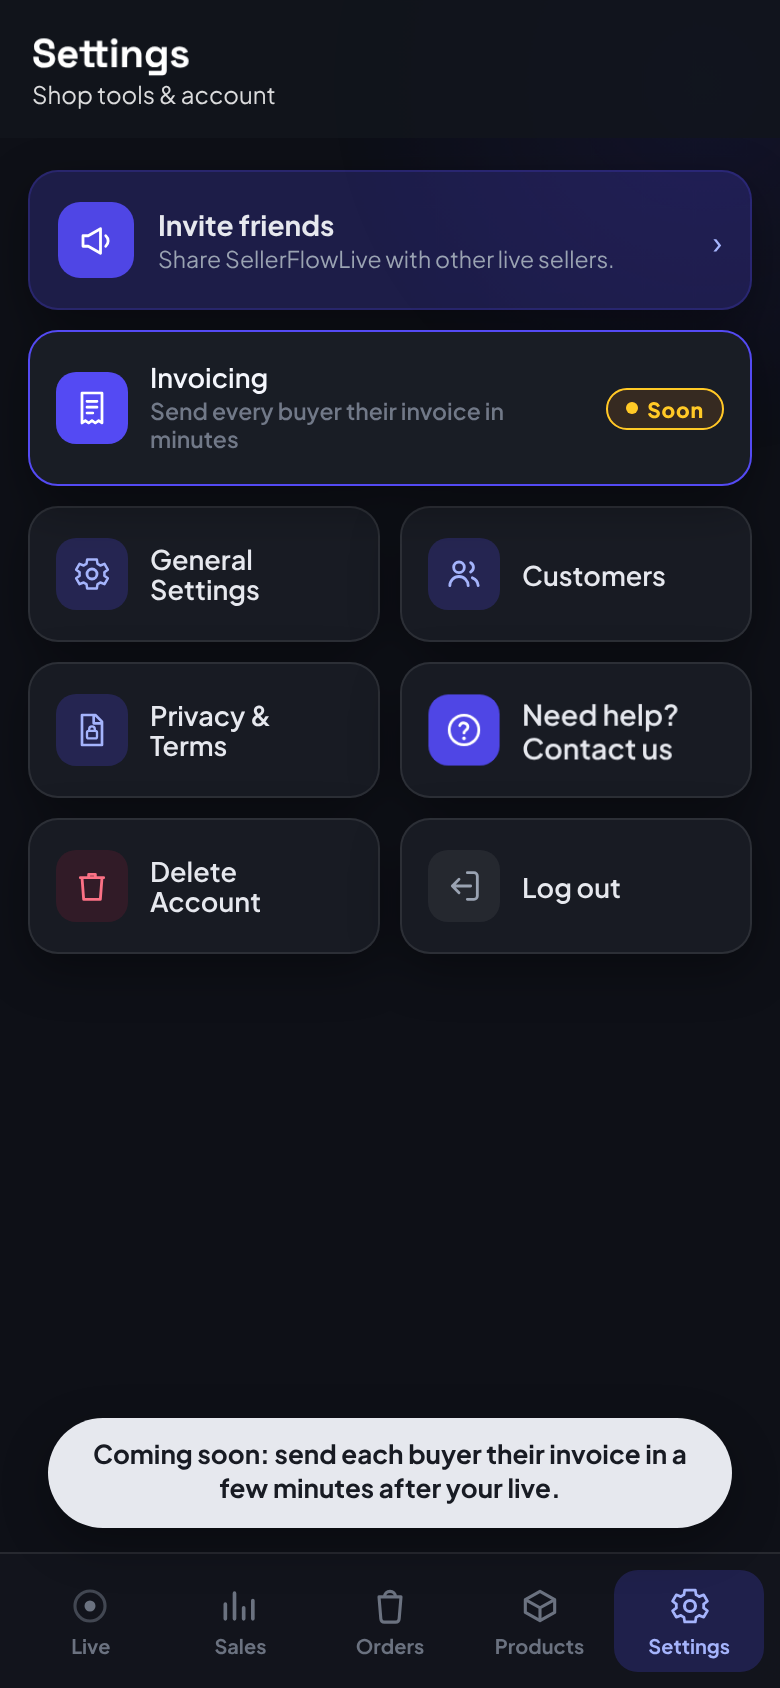 Settings
Shop tools & account
Invite friends
Share SellerFlowLive with other live sellers.
Invoicing
Send every buyer their invoice in
minutes
Soon
General
Settings
Customers
Privacy &
Terms
Need help?
Contact us
Delete
Account
Log out
Coming soon: send each buyer their invoice in a
few minutes after your live.
Live
Sales
Orders
Products
Settings